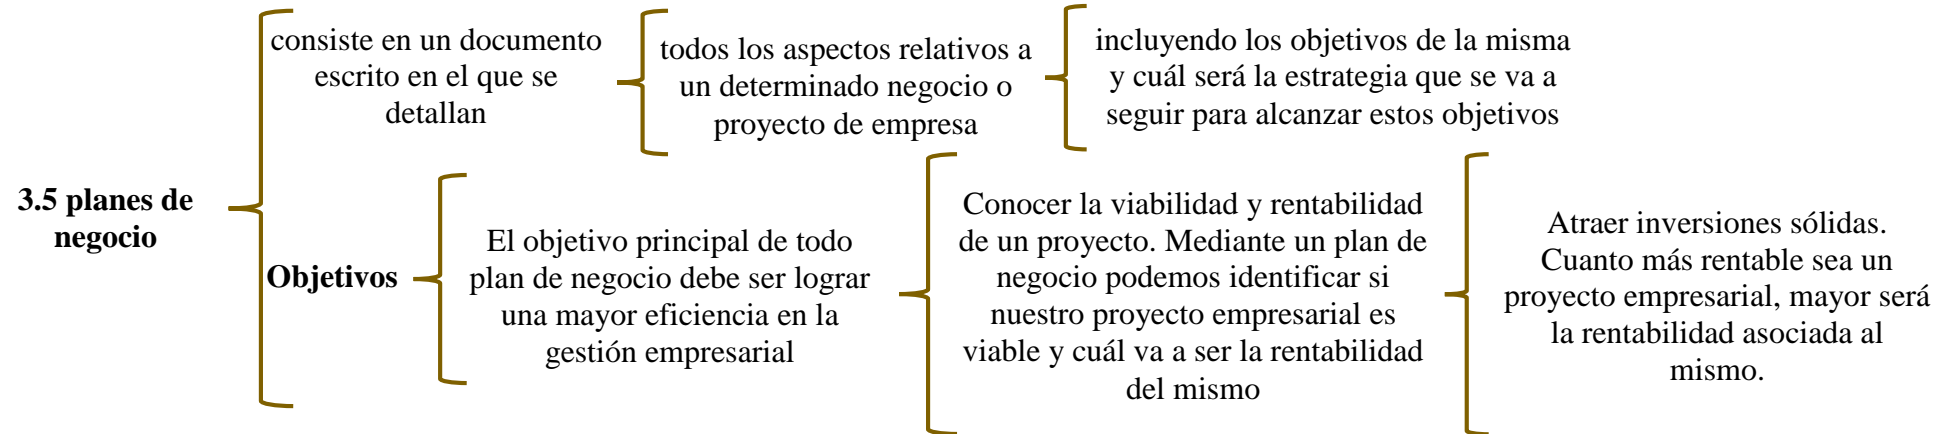 3.5 planes de
negocio
consiste en un documento
escrito en el que se
detallan
todos los aspectos relativos a
un determinado negocio o
proyecto de empresa
incluyendo los objetivos de la misma
y cuál será la estrategia que se va a
seguir para alcanzar estos objetivos
Objetivos
El objetivo principal de todo
plan de negocio debe ser lograr
una mayor eficiencia en la
gestión empresarial
Conocer la viabilidad y rentabilidad
de un proyecto. Mediante un plan de
negocio podemos identificar si
nuestro proyecto empresarial es
viable y cuál va a ser la rentabilidad
del mismo
Atraer inversiones sólidas.
Cuanto más rentable sea un
proyecto empresarial, mayor será
la rentabilidad asociada al
mismo.